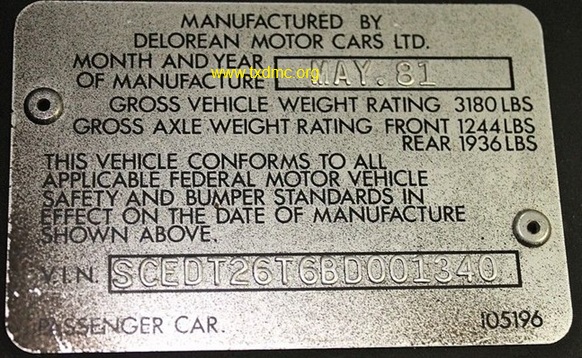 MANUFACTURED BY
DELOREAN MOTOR CARS LTD.
MONTH AND YEAR
OF MANUFACTURE MAY.81
www.txdmc.org
GROSS VEHICLE WEIGHT RATING 3180 LBS
GROSS AXLE WEIGHT RATING FRONT 1244 LBS
REAR 1936 LBS
THIS VEHICLE CONFORMS TO ALL
APPLICABLE FEDERAL MOTOR VEHICLE
SAFETY AND BUMPER STANDARDS IN
EFFECT ON THE DATE OF MANUFACTURE
SHOWN ABOVE.
V.I.N. SCEDT26T6BD001340
PASSENGER CAR. 105196